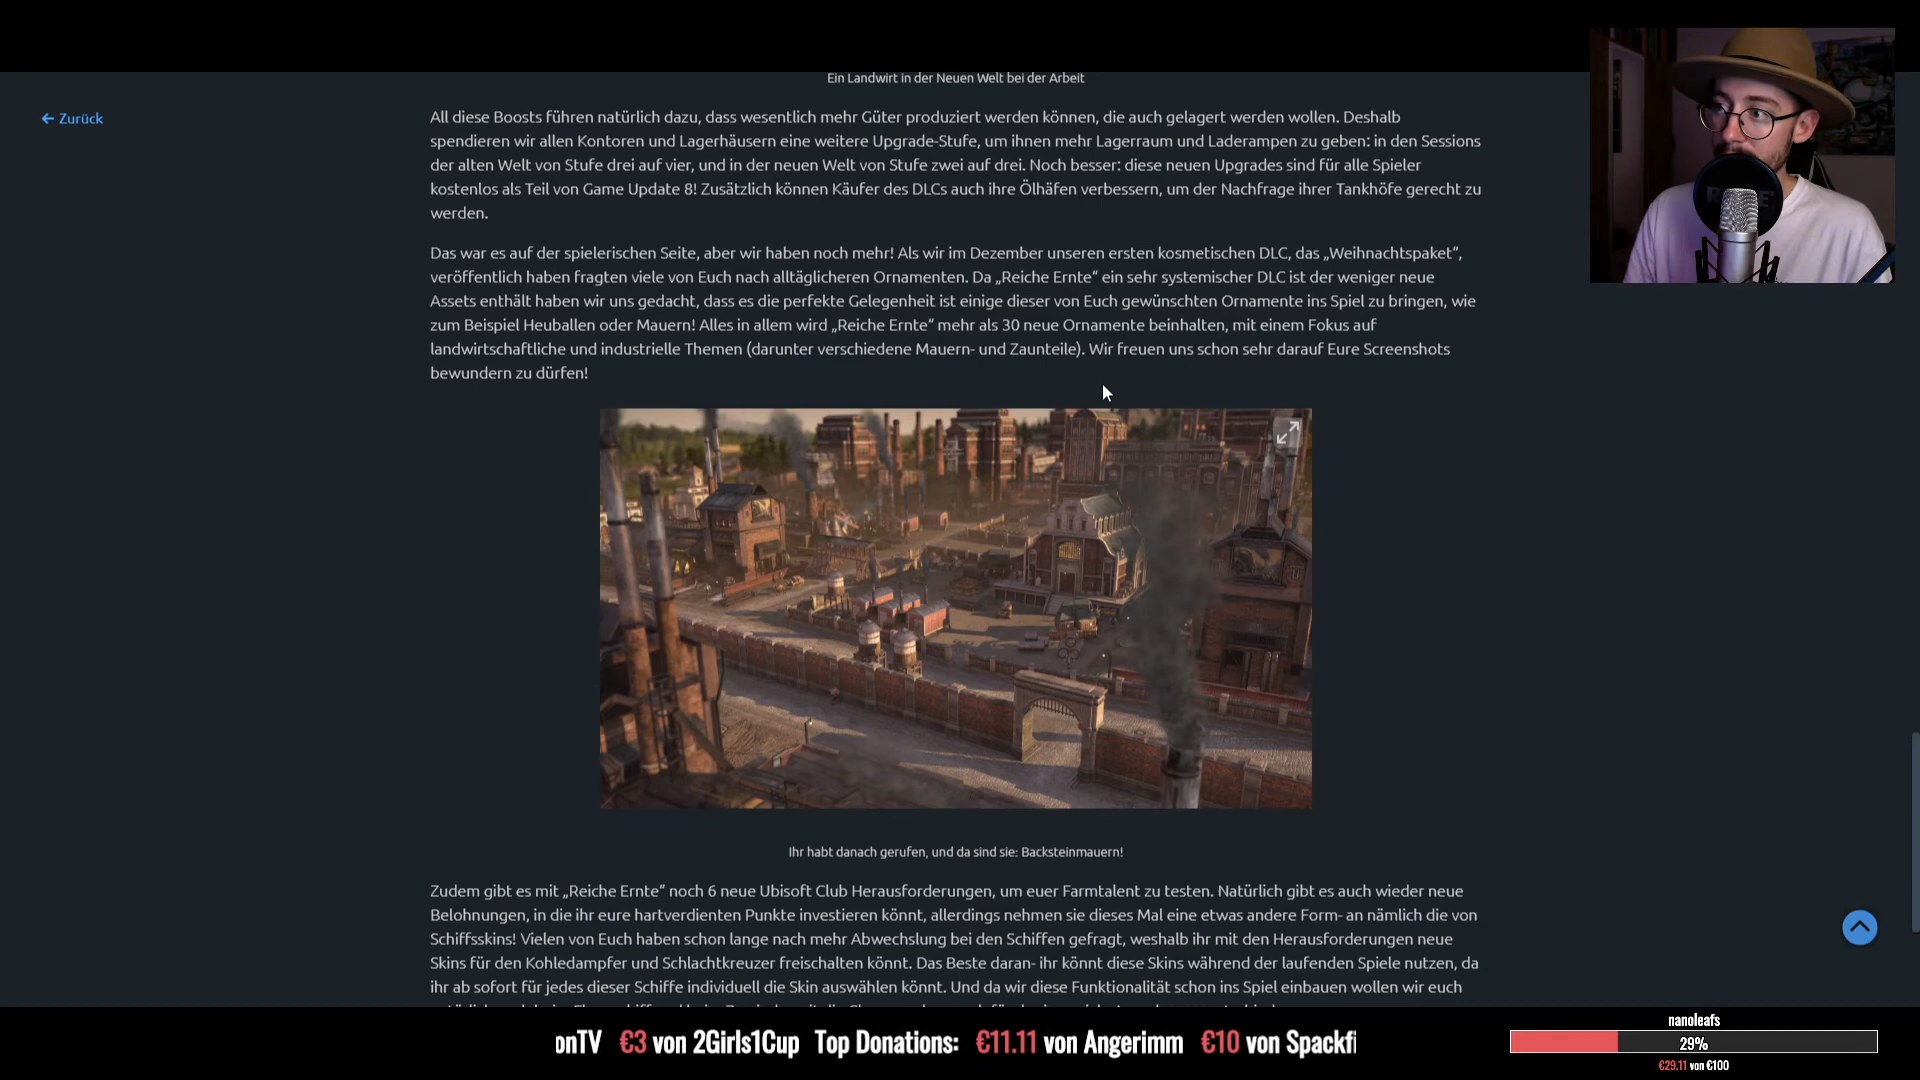 Ein Landwirt in der Neuen Welt bei der Arbeit
Zurück
All diese Boosts führen natürlich dazu, dass wesentlich mehr Güter produziert werden können, die auch gelagert werden wollen. Deshalb
spendieren wir allen Kontoren und Lagerhäusern eine weitere Upgrade-Stufe, um ihnen mehr Lagerraum und Laderampen zu geben: in den Sessions
der alten Welt von Stufe drei auf vier, und in der neuen Welt von Stufe zwei auf drei. Noch besser: diese neuen Upgrades sind für alle Spieler
kostenlos als Teil von Game Update 8! Zusätzlich können Käufer des DLCs auch ihre Ölhäfen verbessern, um der Nachfrage ihrer Tankhöfe gerecht zu
werden.
Das war es auf der spielerischen Seite, aber wir haben noch mehr! Als wir im Dezember unseren ersten kosmetischen DLC, das „Weihnachtspaket“,
veröffentlich haben fragten viele von Euch nach alltäglicheren Ornamenten. Da „Reiche Ernte“ ein sehr systemischer DLC ist der weniger neue
Assets enthält haben wir uns gedacht, dass es die perfekte Gelegenheit ist einige dieser von Euch gewünschten Ornamente ins Spiel zu bringen, wie
zum Beispiel Heuballen oder Mauern! Alles in allem wird „Reiche Ernte“ mehr als 30 neue Ornamente beinhalten, mit einem Fokus auf
landwirtschaftliche und industrielle Themen (darunter verschiedene Mauern- und Zaunteile). Wir freuen uns schon sehr darauf Eure Screenshots
bewundern zu dürfen!
Ihr habt danach gerufen, und da sind sie: Backsteinmauern!
Zudem gibt es mit „Reiche Ernte“ noch 6 neue Ubisoft Club Herausforderungen, um euer Farmtalent zu testen. Natürlich gibt es auch wieder neue
Belohnungen, in die ihr eure hartverdienten Punkte investieren könnt, allerdings nehmen sie dieses Mal eine etwas andere Form- an nämlich die von
Schiffsskins! Vielen von Euch haben schon lange nach mehr Abwechslung bei den Schiffen gefragt, weshalb ihr mit den Herausforderungen neue
Skins für den Kohledampfer und Schlachtkreuzer freischalten könnt. Das Beste daran- ihr könnt diese Skins während der laufenden Spiele nutzen, da
ihr ab sofort für jedes dieser Schiffe individuell die Skin auswählen könnt. Und da wir diese Funktionalität schon ins Spiel einbauen wollen wir euch
onTV €3 von 2Girls1Cup Top Donations: €11.11 von Angerimm €10 von Spackfi
nanoleafs
29%
€29.11 von €100